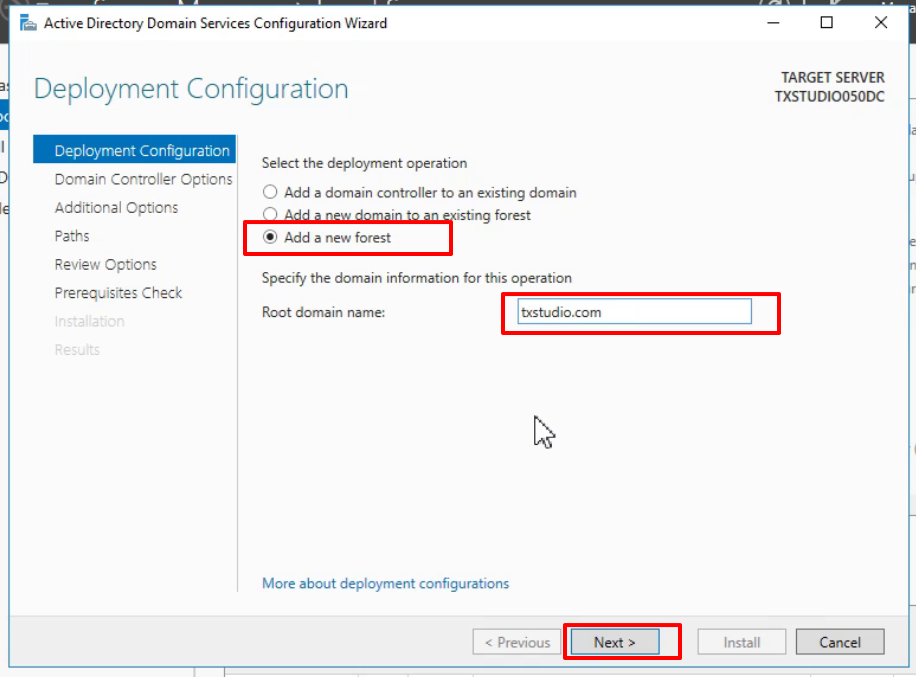 Active Directory Domain Services Configuration Wizard
Deployment Configuration
TARGET SERVER
TXSTUDIO050DC
Deployment Configuration
Domain Controller Options
Additional Options
Paths
Review Options
Prerequisites Check
Installation
Results
Select the deployment operation
Add a domain controller to an existing domain
Add a new domain to an existing forest
Add a new forest
Specify the domain information for this operation
Root domain name:
txstudio.com
More about deployment configurations
< Previous
Next >
Install
Cancel